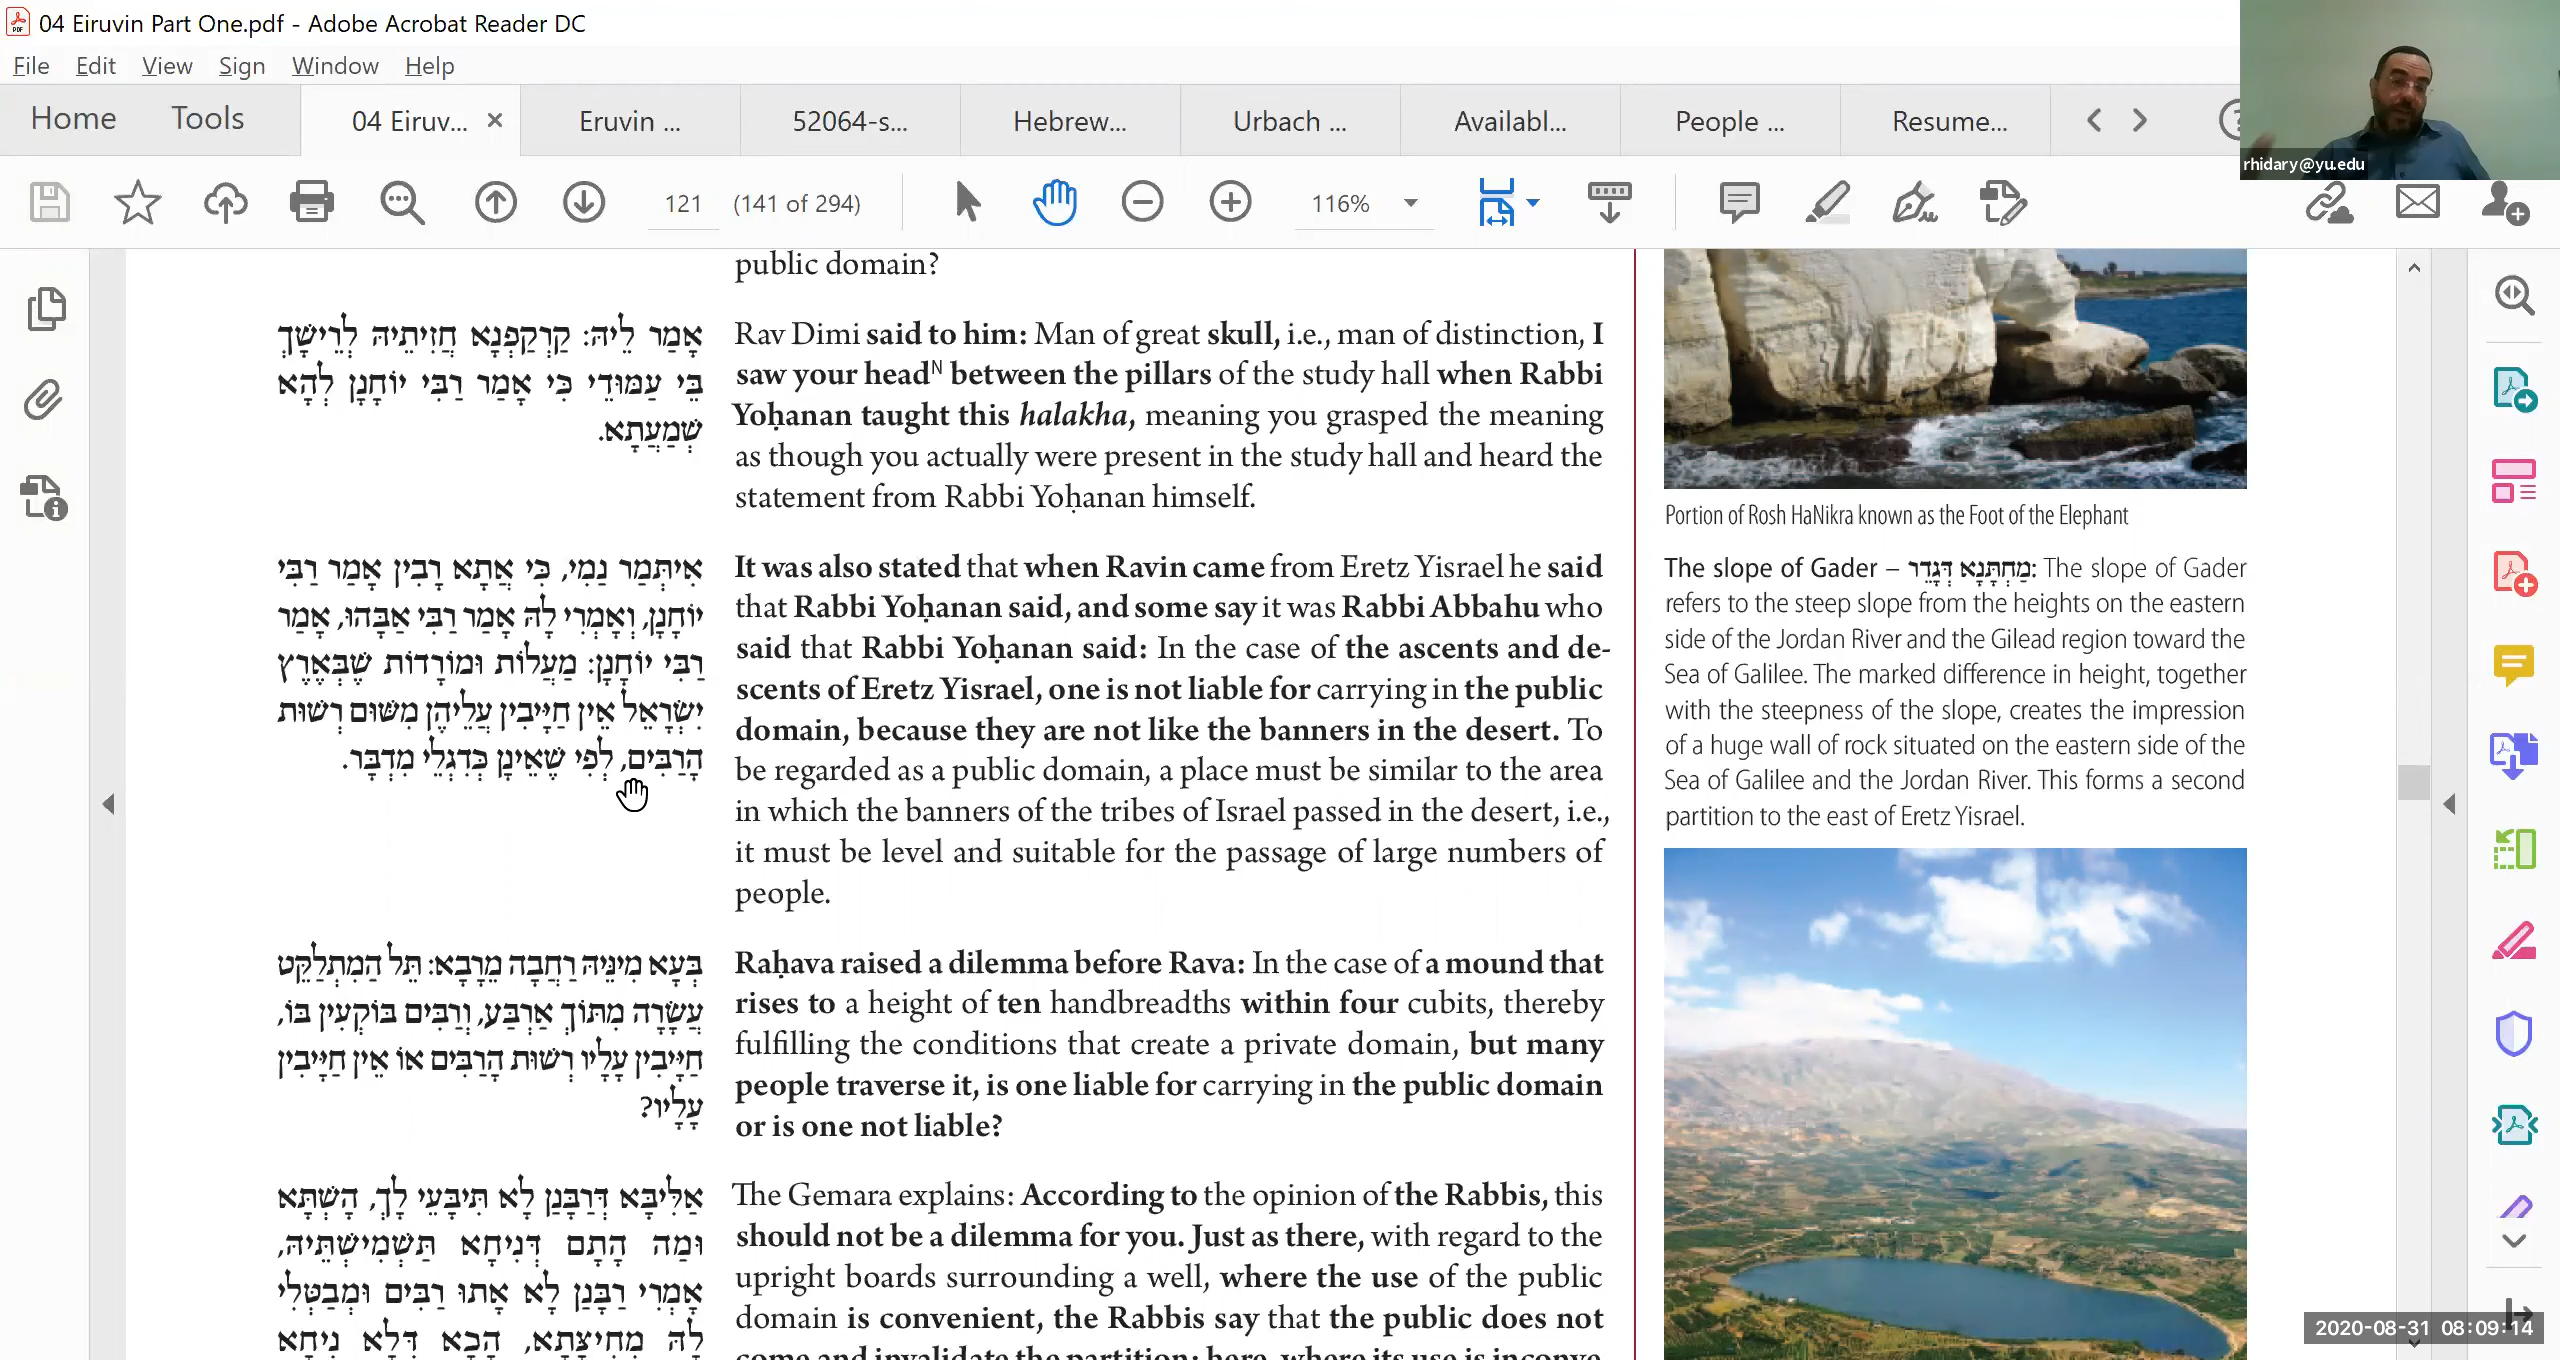 04 Eiruvin Part One.pdf - Adobe Acrobat Reader DC
File Edit View Sign Window Help
Home Tools 04 Eiruv... Eruvin ... 52064-s... Hebrew... Urbach ... Availabl... People ... Resume...
rhidary@yu.edu
121 (141 of 294) 116%
public domain?
אָמַר לֵיהּ: קַרְקַפְנָא חֲזִיתֵיהּ לְרֵישָׁךְ
בֵּי עַמּוּדֵי כִּי אָמַר רַבִּי יוֹחָנָן לְהָא
שְׁמַעֲתָא.
Rav Dimi said to him: Man of great skull, i.e., man of distinction, I
saw your headᴺ between the pillars of the study hall when Rabbi
Yoḥanan taught this halakha, meaning you grasped the meaning
as though you actually were present in the study hall and heard the
statement from Rabbi Yoḥanan himself.
אִיתְּמַר נַמִי, כִּי אֲתָא רָבִין אָמַר רַבִּי
יוֹחָנָן, וְאָמְרִי לָהּ אָמַר רַבִּי אַבָּהוּ, אָמַר
רַבִּי יוֹחָנָן: מַעֲלוֹת וּמוֹרָדוֹת שֶׁבְּאֶרֶץ
יִשְׂרָאֵל אֵין חַיָּיבִין עֲלֵיהֶן מִשּׁוּם רְשׁוּת
הָרַבִּים, לְפִי שֶׁאֵינָן כְּדִגְלֵי מִדְבָּר.
It was also stated that when Ravin came from Eretz Yisrael he said
that Rabbi Yoḥanan said, and some say it was Rabbi Abbahu who
said that Rabbi Yoḥanan said: In the case of the ascents and de-
scents of Eretz Yisrael, one is not liable for carrying in the public
domain, because they are not like the banners in the desert. To
be regarded as a public domain, a place must be similar to the area
in which the banners of the tribes of Israel passed in the desert, i.e.,
it must be level and suitable for the passage of large numbers of
people.
בְּעָא מִינֵּיהּ רַחֲבָה מֵרָבָא: תֵּל הַמִּתְלַקֵּט
עֲשָׂרָה מִתּוֹךְ אַרְבַּע, וְרַבִּים בּוֹקְעִין בּוֹ,
חַיָּיבִין עָלָיו רְשׁוּת הָרַבִּים אוֹ אֵין חַיָּיבִין
עָלָיו?
Raḥava raised a dilemma before Rava: In the case of a mound that
rises to a height of ten handbreadths within four cubits, thereby
fulfilling the conditions that create a private domain, but many
people traverse it, is one liable for carrying in the public domain
or is one not liable?
אַלִּיבָּא דְּרַבָּנַן לָא תִּיבָּעֵי לָךְ, הָשְׁתָּא
וּמַה הָתָם דְּנִיחָא תַּשְׁמִישְׁתֵּיהּ,
אָמְרִי רַבָּנַן לָא אָתוּ רַבִּים וּמְבַטְּלִי
לָהּ מְחִיצָתָא, הָכָא דְּלָא נִיחָא
The Gemara explains: According to the opinion of the Rabbis, this
should not be a dilemma for you. Just as there, with regard to the
upright boards surrounding a well, where the use of the public
domain is convenient, the Rabbis say that the public does not
come and invalidate the partition; here, where its use is inconve-
Portion of Rosh HaNikra known as the Foot of the Elephant
The slope of Gader – מַחְתָּנָא דִּגְדֵר: The slope of Gader
refers to the steep slope from the heights on the eastern
side of the Jordan River and the Gilead region toward the
Sea of Galilee. The marked difference in height, together
with the steepness of the slope, creates the impression
of a huge wall of rock situated on the eastern side of the
Sea of Galilee and the Jordan River. This forms a second
partition to the east of Eretz Yisrael.
2020-08-31 08:09:14